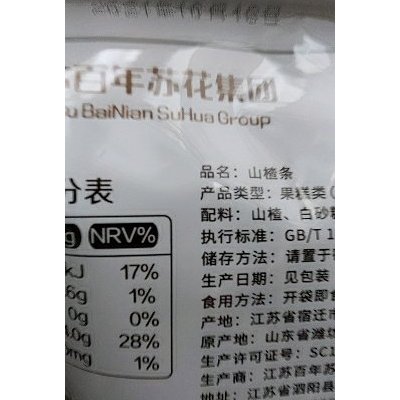 百年苏花集团
BaiNian SuHua Group
分表
NRV%
kJ 17%
6g 1%
0g 0%
.0g 28%
mg 1%
品名：山楂条
产品类型：果糕类（
配料：山楂、白砂糖
执行标准：GB/T 1
储存方法：请置于
生产日期：见包装
食用方法：开袋即食
产地：江苏省宿迁市
原产地：山东省潍坊
生产许可证号：SC1
生产商：江苏百年苏
地址：江苏省泗阳县